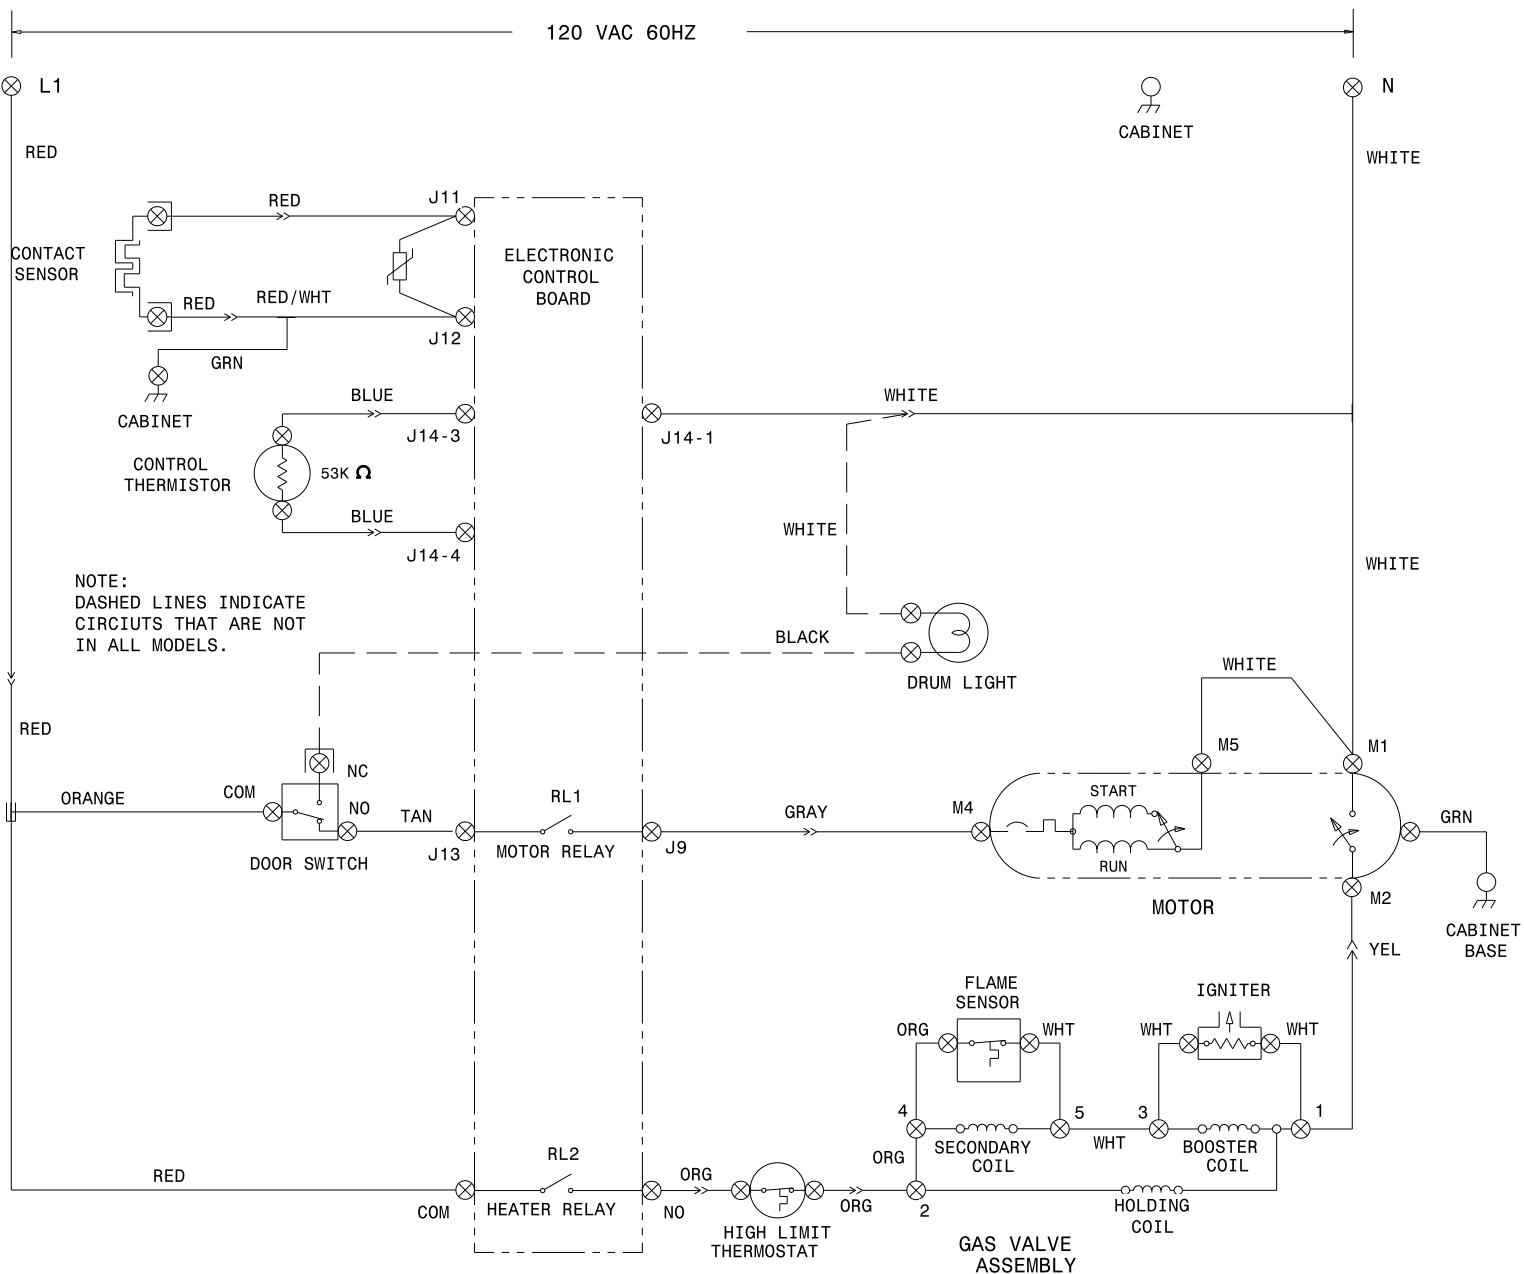 120 VAC 60HZ
L1
N
CABINET
RED
WHITE
J11
RED
CONTACT
SENSOR
ELECTRONIC
CONTROL
BOARD
RED
RED/WHT
J12
GRN
CABINET
BLUE
WHITE
J14-3
J14-1
CONTROL
THERMISTOR
53K Ω
BLUE
WHITE
J14-4
WHITE
NOTE:
DASHED LINES INDICATE
CIRCIUTS THAT ARE NOT
IN ALL MODELS.
BLACK
DRUM LIGHT
WHITE
RED
M5
M1
NC
COM
ORANGE
NO
TAN
RL1
GRAY
M4
START
GRN
J13
MOTOR RELAY
J9
RUN
DOOR SWITCH
M2
MOTOR
CABINET
BASE
YEL
FLAME
SENSOR
IGNITER
ORG
WHT
WHT
WHT
4
5
3
1
SECONDARY
COIL
WHT
BOOSTER
COIL
ORG
RL2
RED
ORG
COM
HEATER RELAY
NO
ORG
2
HOLDING
COIL
HIGH LIMIT
THERMOSTAT
GAS VALVE
ASSEMBLY